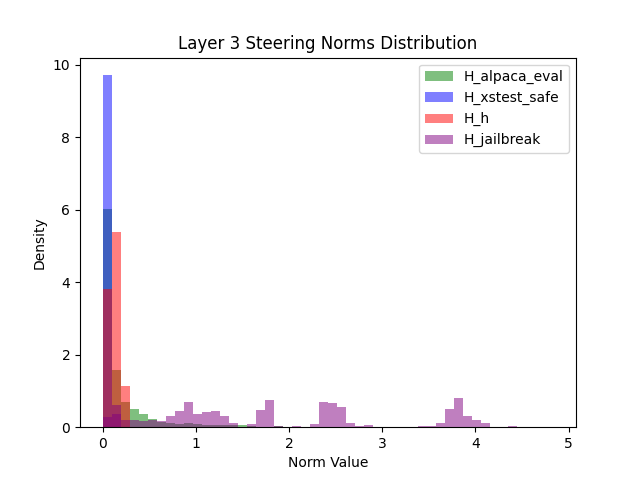 Layer 3 Steering Norms Distribution
H_alpaca_eval
H_xstest_safe
H_h
H_jailbreak
Density
10
8
6
4
2
0
0
1
2
3
4
5
Norm Value